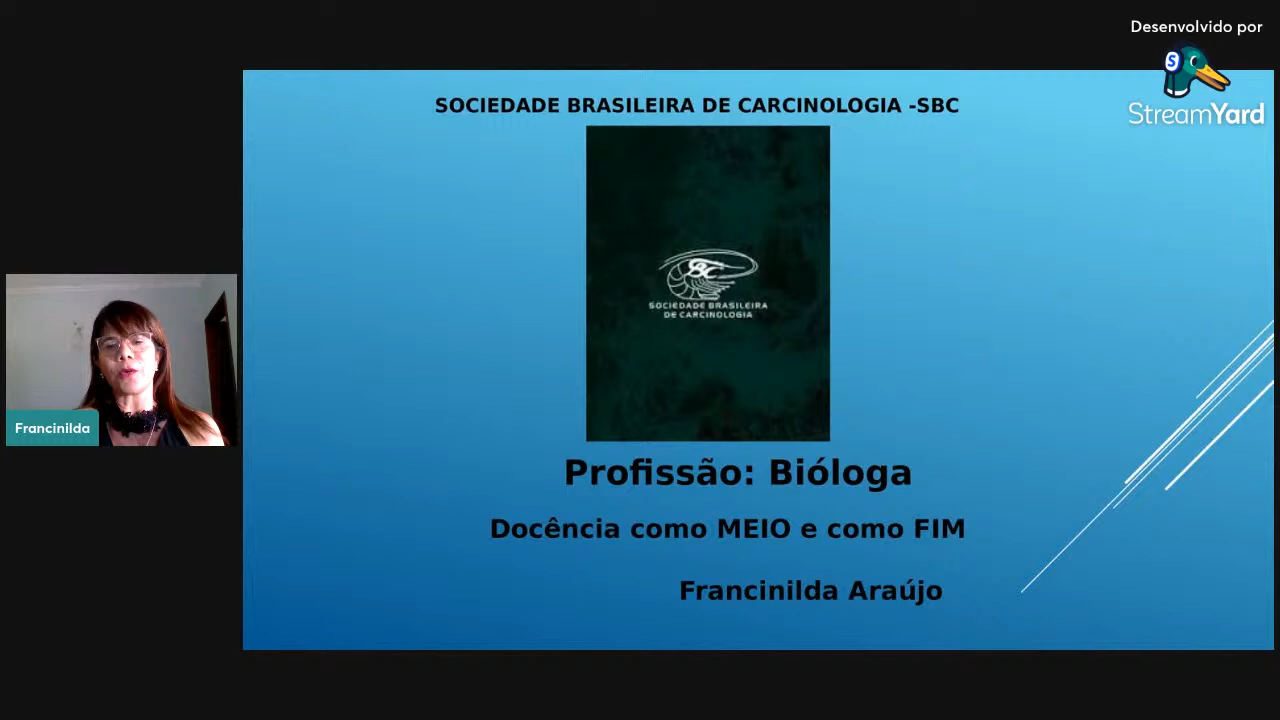 Desenvolvido por
StreamYard
SOCIEDADE BRASILEIRA DE CARCINOLOGIA -SBC
SBC
SOCIEDADE BRASILEIRA
DE CARCINOLOGIA
Profissão: Bióloga
Docência como MEIO e como FIM
Francinilda Araújo
Francinilda